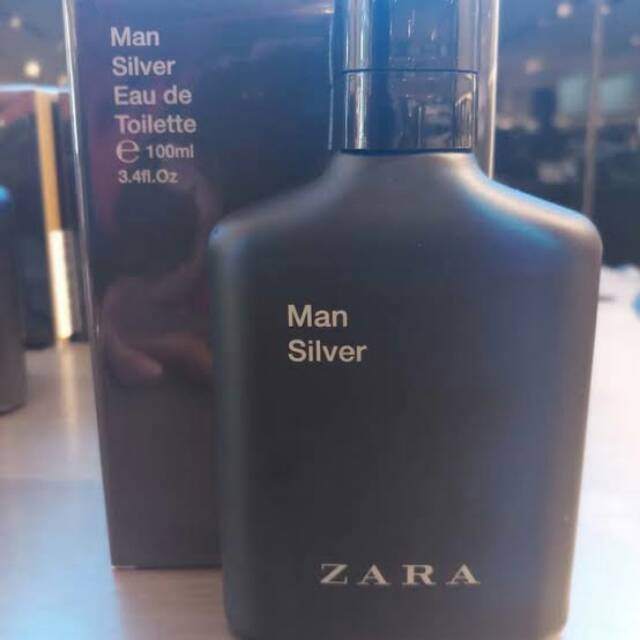 Man
Silver
Eau de
Toilette
℮ 100ml
3.4fl.Oz
Man
Silver
ZARA